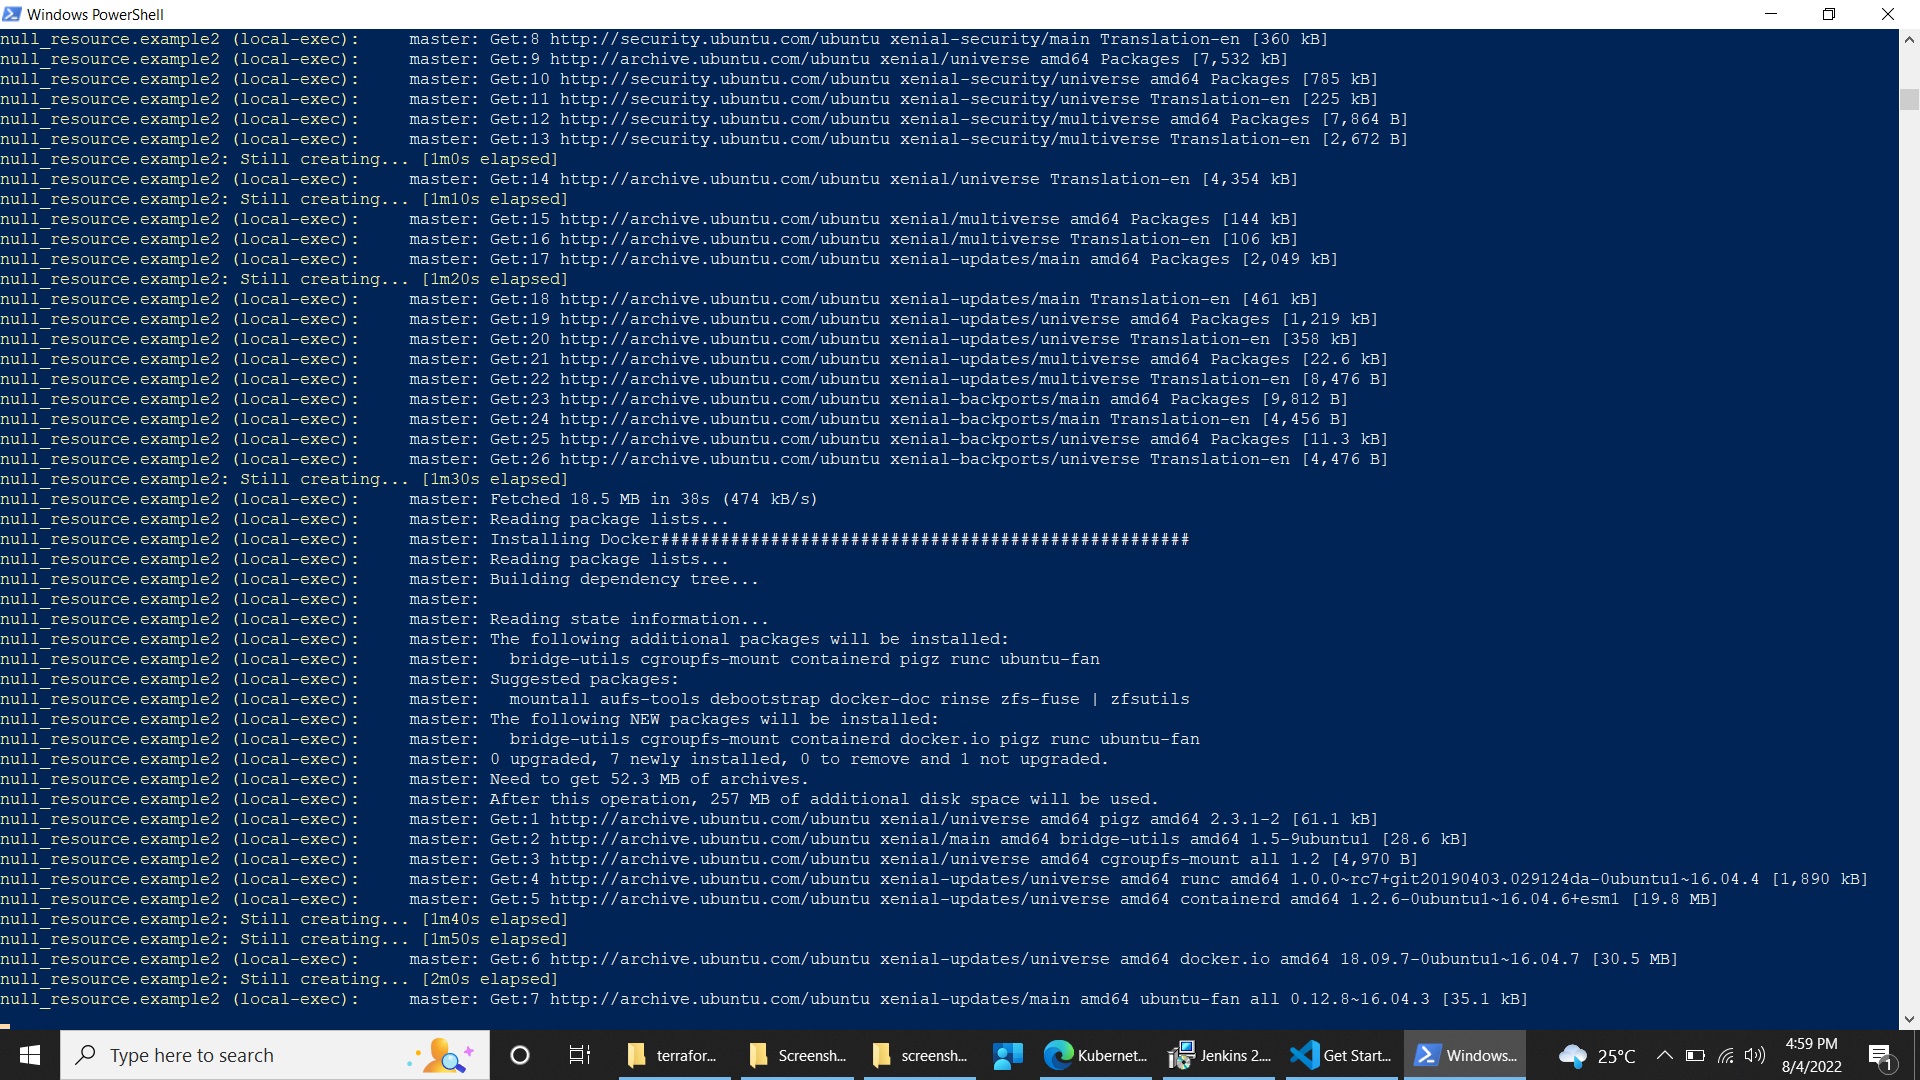 Windows PowerShell
null_resource.example2 (local-exec):     master: Get:8 http://security.ubuntu.com/ubuntu xenial-security/main Translation-en [360 kB]
null_resource.example2 (local-exec):     master: Get:9 http://archive.ubuntu.com/ubuntu xenial/universe amd64 Packages [7,532 kB]
null_resource.example2 (local-exec):     master: Get:10 http://security.ubuntu.com/ubuntu xenial-security/universe amd64 Packages [785 kB]
null_resource.example2 (local-exec):     master: Get:11 http://security.ubuntu.com/ubuntu xenial-security/universe Translation-en [225 kB]
null_resource.example2 (local-exec):     master: Get:12 http://security.ubuntu.com/ubuntu xenial-security/multiverse amd64 Packages [7,864 B]
null_resource.example2 (local-exec):     master: Get:13 http://security.ubuntu.com/ubuntu xenial-security/multiverse Translation-en [2,672 B]
null_resource.example2: Still creating... [1m0s elapsed]
null_resource.example2 (local-exec):     master: Get:14 http://archive.ubuntu.com/ubuntu xenial/universe Translation-en [4,354 kB]
null_resource.example2: Still creating... [1m10s elapsed]
null_resource.example2 (local-exec):     master: Get:15 http://archive.ubuntu.com/ubuntu xenial/multiverse amd64 Packages [144 kB]
null_resource.example2 (local-exec):     master: Get:16 http://archive.ubuntu.com/ubuntu xenial/multiverse Translation-en [106 kB]
null_resource.example2 (local-exec):     master: Get:17 http://archive.ubuntu.com/ubuntu xenial-updates/main amd64 Packages [2,049 kB]
null_resource.example2: Still creating... [1m20s elapsed]
null_resource.example2 (local-exec):     master: Get:18 http://archive.ubuntu.com/ubuntu xenial-updates/main Translation-en [461 kB]
null_resource.example2 (local-exec):     master: Get:19 http://archive.ubuntu.com/ubuntu xenial-updates/universe amd64 Packages [1,219 kB]
null_resource.example2 (local-exec):     master: Get:20 http://archive.ubuntu.com/ubuntu xenial-updates/universe Translation-en [358 kB]
null_resource.example2 (local-exec):     master: Get:21 http://archive.ubuntu.com/ubuntu xenial-updates/multiverse amd64 Packages [22.6 kB]
null_resource.example2 (local-exec):     master: Get:22 http://archive.ubuntu.com/ubuntu xenial-updates/multiverse Translation-en [8,476 B]
null_resource.example2 (local-exec):     master: Get:23 http://archive.ubuntu.com/ubuntu xenial-backports/main amd64 Packages [9,812 B]
null_resource.example2 (local-exec):     master: Get:24 http://archive.ubuntu.com/ubuntu xenial-backports/main Translation-en [4,456 B]
null_resource.example2 (local-exec):     master: Get:25 http://archive.ubuntu.com/ubuntu xenial-backports/universe amd64 Packages [11.3 kB]
null_resource.example2 (local-exec):     master: Get:26 http://archive.ubuntu.com/ubuntu xenial-backports/universe Translation-en [4,476 B]
null_resource.example2: Still creating... [1m30s elapsed]
null_resource.example2 (local-exec):     master: Fetched 18.5 MB in 38s (474 kB/s)
null_resource.example2 (local-exec):     master: Reading package lists...
null_resource.example2 (local-exec):     master: Installing Docker#####################################################
null_resource.example2 (local-exec):     master: Reading package lists...
null_resource.example2 (local-exec):     master: Building dependency tree...
null_resource.example2 (local-exec):     master:
null_resource.example2 (local-exec):     master: Reading state information...
null_resource.example2 (local-exec):     master: The following additional packages will be installed:
null_resource.example2 (local-exec):     master:   bridge-utils cgroupfs-mount containerd pigz runc ubuntu-fan
null_resource.example2 (local-exec):     master: Suggested packages:
null_resource.example2 (local-exec):     master:   mountall aufs-tools debootstrap docker-doc rinse zfs-fuse | zfsutils
null_resource.example2 (local-exec):     master: The following NEW packages will be installed:
null_resource.example2 (local-exec):     master:   bridge-utils cgroupfs-mount containerd docker.io pigz runc ubuntu-fan
null_resource.example2 (local-exec):     master: 0 upgraded, 7 newly installed, 0 to remove and 1 not upgraded.
null_resource.example2 (local-exec):     master: Need to get 52.3 MB of archives.
null_resource.example2 (local-exec):     master: After this operation, 257 MB of additional disk space will be used.
null_resource.example2 (local-exec):     master: Get:1 http://archive.ubuntu.com/ubuntu xenial/universe amd64 pigz amd64 2.3.1-2 [61.1 kB]
null_resource.example2 (local-exec):     master: Get:2 http://archive.ubuntu.com/ubuntu xenial/main amd64 bridge-utils amd64 1.5-9ubuntu1 [28.6 kB]
null_resource.example2 (local-exec):     master: Get:3 http://archive.ubuntu.com/ubuntu xenial/universe amd64 cgroupfs-mount all 1.2 [4,970 B]
null_resource.example2 (local-exec):     master: Get:4 http://archive.ubuntu.com/ubuntu xenial-updates/universe amd64 runc amd64 1.0.0~rc7+git20190403.029124da-0ubuntu1~16.04.4 [1,890 kB]
null_resource.example2 (local-exec):     master: Get:5 http://archive.ubuntu.com/ubuntu xenial-updates/universe amd64 containerd amd64 1.2.6-0ubuntu1~16.04.6+esm1 [19.8 MB]
null_resource.example2: Still creating... [1m40s elapsed]
null_resource.example2: Still creating... [1m50s elapsed]
null_resource.example2 (local-exec):     master: Get:6 http://archive.ubuntu.com/ubuntu xenial-updates/universe amd64 docker.io amd64 18.09.7-0ubuntu1~16.04.7 [30.5 MB]
null_resource.example2: Still creating... [2m0s elapsed]
null_resource.example2 (local-exec):     master: Get:7 http://archive.ubuntu.com/ubuntu xenial-updates/main amd64 ubuntu-fan all 0.12.8~16.04.3 [35.1 kB]
Type here to search terrafor... Screensh... screensh... Kubernet... Jenkins 2.... Get Start... Windows... 25°C 4:59 PM
8/4/2022 1